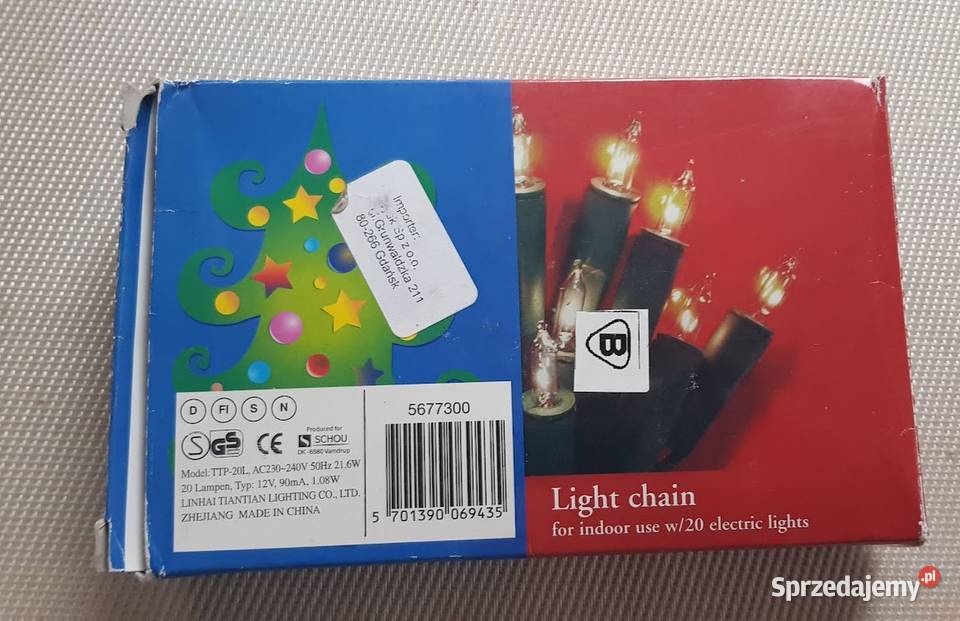 Importer:
Sp. z o.o.
ul. Grunwaldzka 211
80-266 Gdańsk
B
D FI S N
S GS CE
Produced for
SCHOU
DK-6580 Vamdrup
Model: TTP-20L, AC230~240V 50Hz 21.6W
20 Lampen, Typ: 12V, 90mA, 1.08W
LINHAI TIANTIAN LIGHTING CO., LTD.
ZHEJIANG MADE IN CHINA
5677300
5 701390 069435
Light chain
for indoor use w/20 electric lights
Sprzedajemy.pl